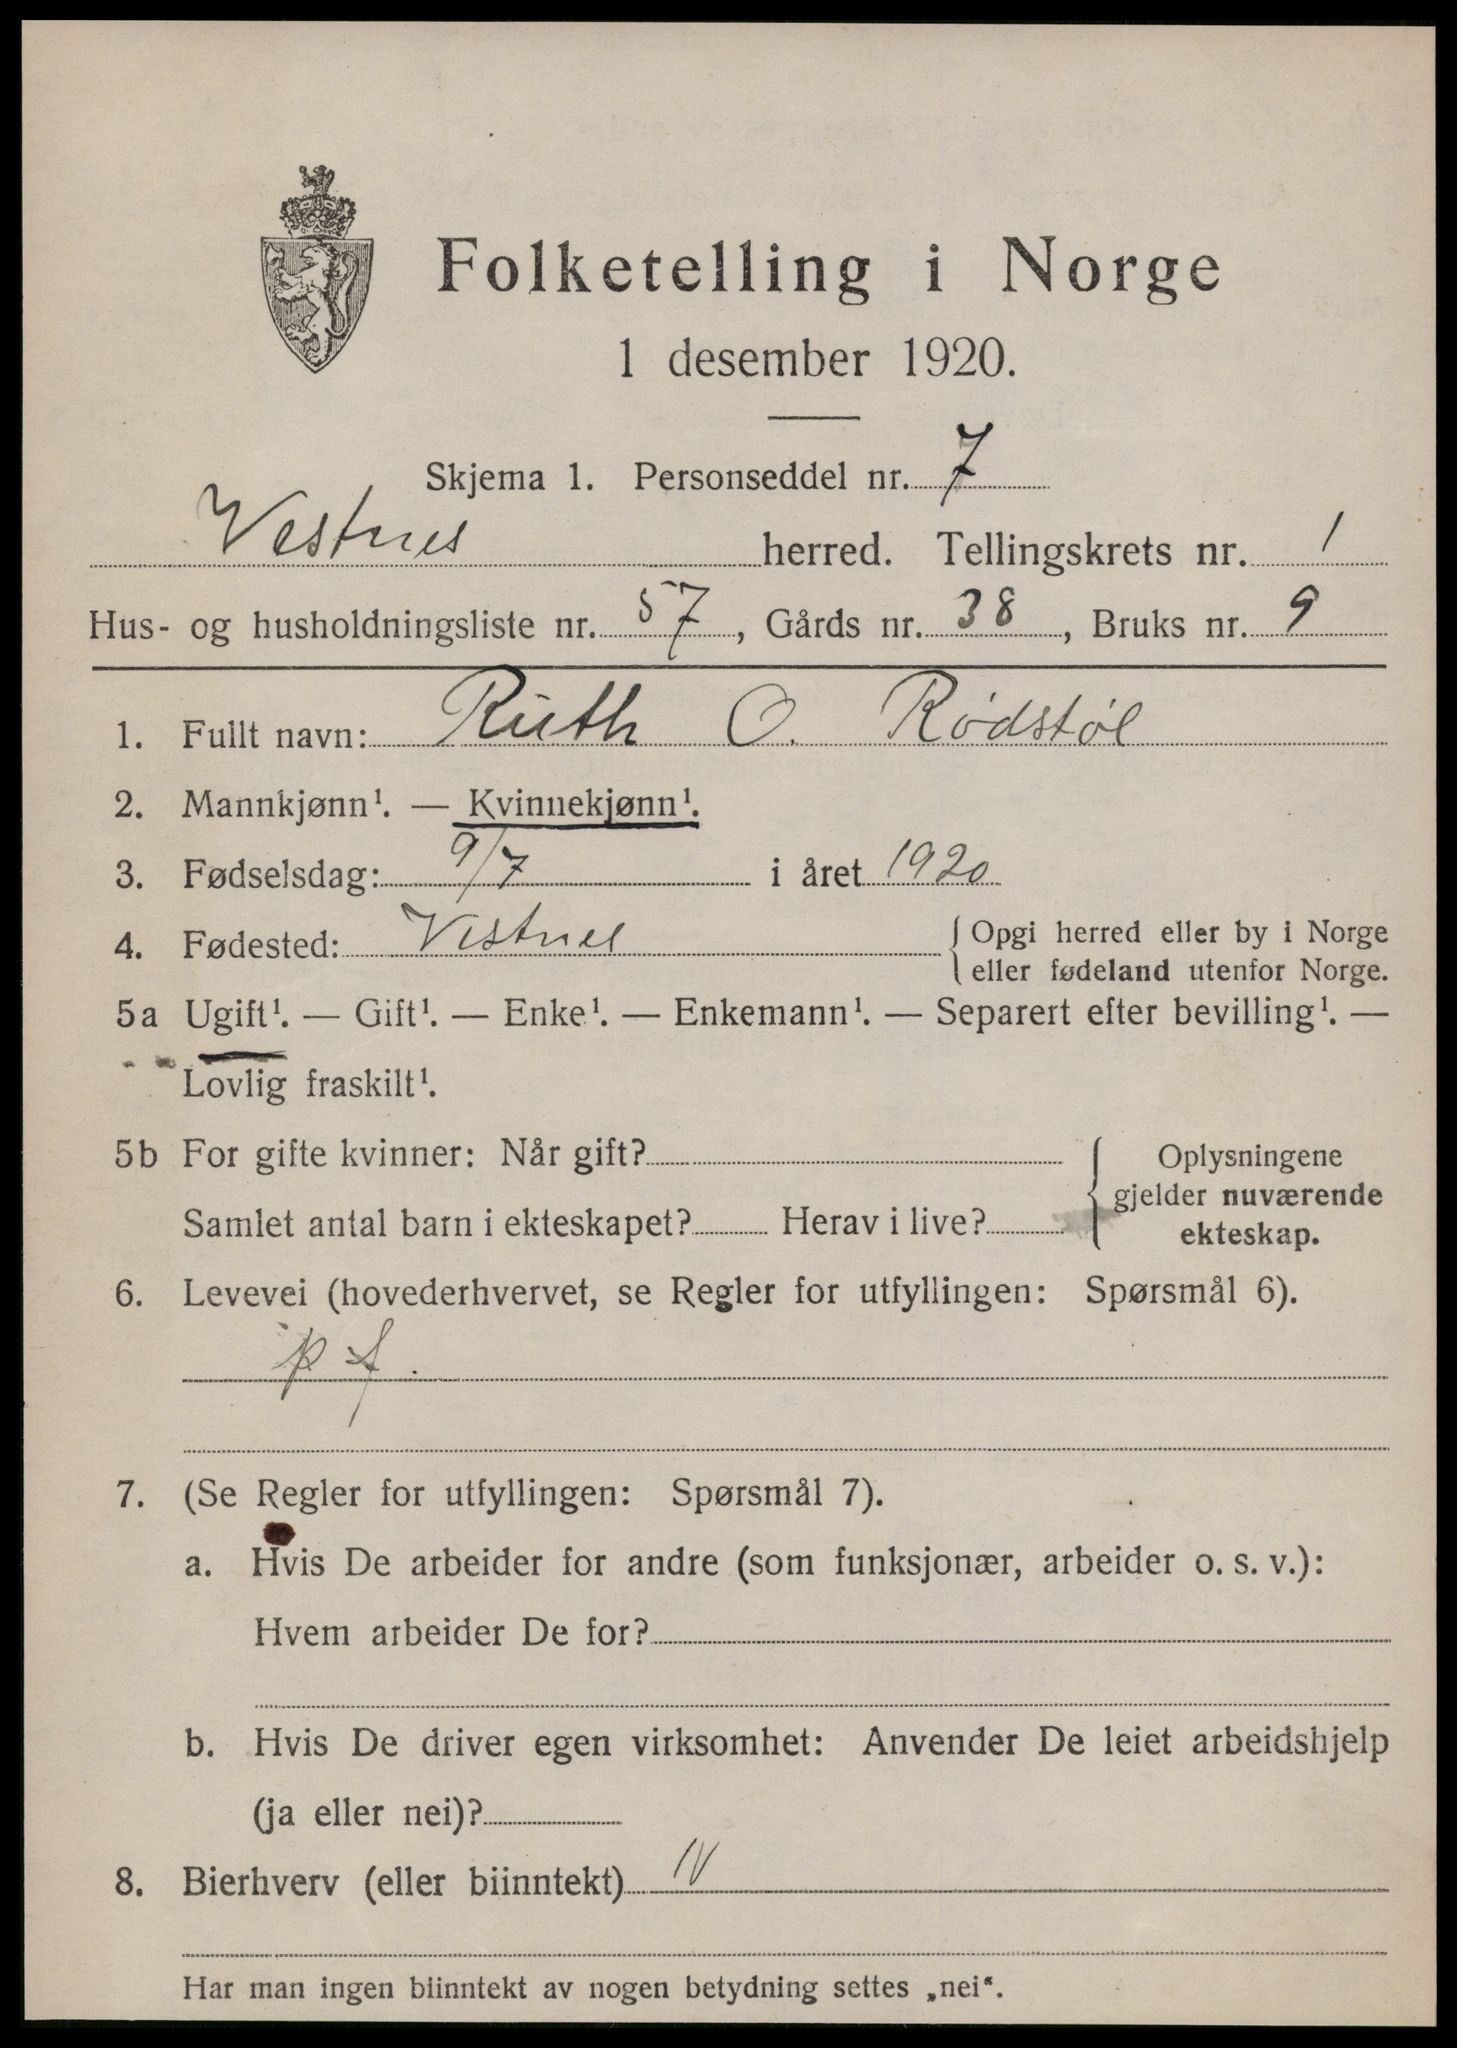 Folketelling i Norge
1 desember 1920.
Skjema 1. Personseddel nr. 7
Vestnes herred. Tellingskrets nr. 1
Hus- og husholdningsliste nr. 57, Gårds nr. 38, Bruks nr. 9
1. Fullt navn: Ruth O. Rødstøl
2. Mannkjønn¹. — Kvinnekjønn¹.
3. Fødselsdag: 9/7 i året 1920
4. Fødested: Vestnes { Opgi herred eller by i Norge
eller fødeland utenfor Norge.
5a Ugift¹. — Gift¹. — Enke¹. — Enkemann¹. — Separert efter bevilling¹. —
Lovlig fraskilt¹.
5b For gifte kvinner: Når gift?
Samlet antal barn i ekteskapet? Herav i live?
{ Oplysningene
gjelder nuværende
ekteskap.
6. Levevei (hovederhvervet, se Regler for utfyllingen: Spørsmål 6).
p f.
7. (Se Regler for utfyllingen: Spørsmål 7).
a. Hvis De arbeider for andre (som funksjonær, arbeider o. s. v.):
Hvem arbeider De for?
b. Hvis De driver egen virksomhet: Anvender De leiet arbeidshjelp
(ja eller nei)?
8. Bierhverv (eller biinntekt)
Har man ingen biinntekt av nogen betydning settes „nei“.